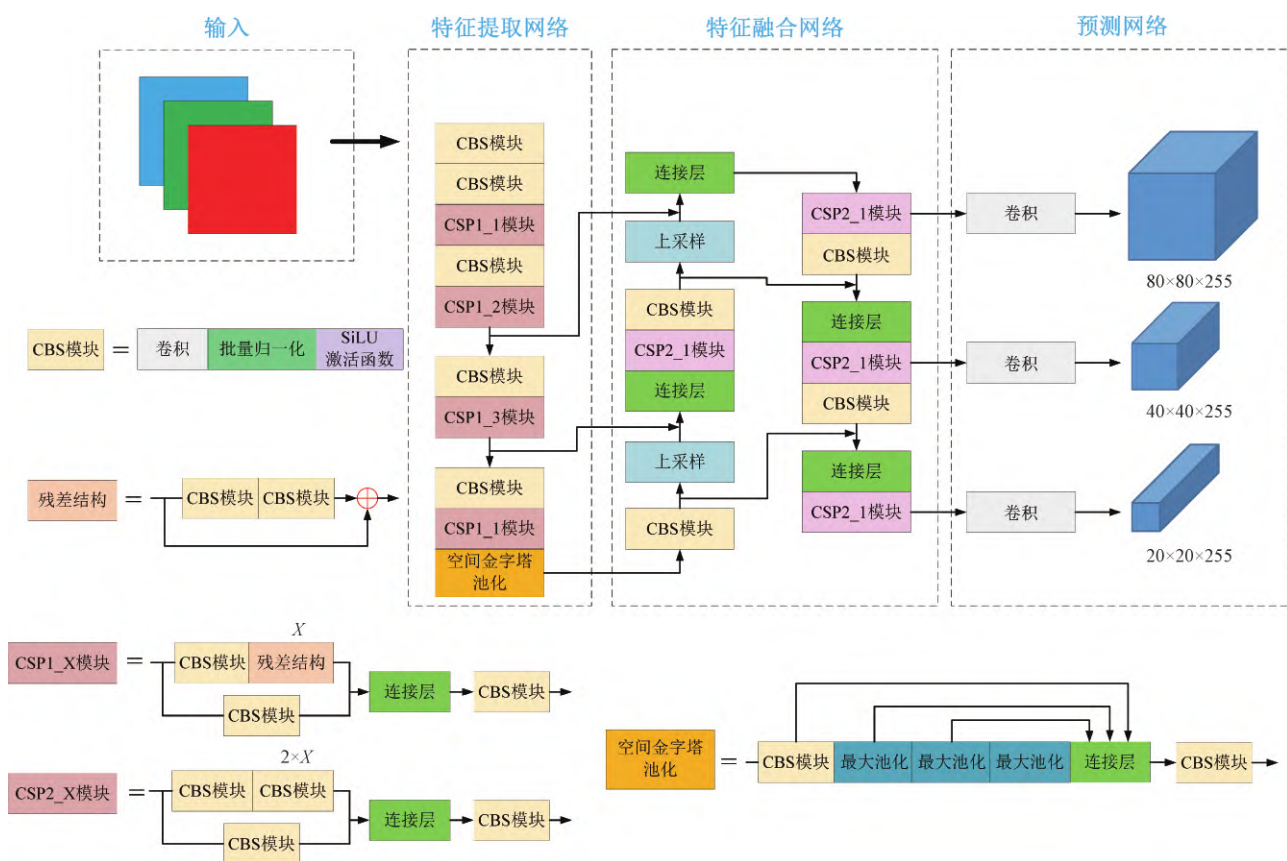 输入
特征提取网络
特征融合网络
预测网络
CBS模块
CBS模块
CSP1_1模块
CBS模块
CSP1_2模块
CBS模块
CSP1_3模块
CBS模块
CSP1_1模块
空间金字塔
池化
连接层
上采样
CBS模块
CSP2_1模块
连接层
上采样
CBS模块
CSP2_1模块
CBS模块
连接层
CSP2_1模块
CBS模块
连接层
CSP2_1模块
卷积
80×80×255
卷积
40×40×255
卷积
20×20×255
CBS模块 = 卷积 批量归一化 SiLU
激活函数
残差结构 = CBS模块 CBS模块
X
CSP1_X模块 = CBS模块 残差结构
CBS模块
连接层
CBS模块
2×X
CSP2_X模块 = CBS模块 CBS模块
CBS模块
连接层
CBS模块
空间金字塔
池化
= CBS模块 最大池化 最大池化 最大池化 连接层 CBS模块